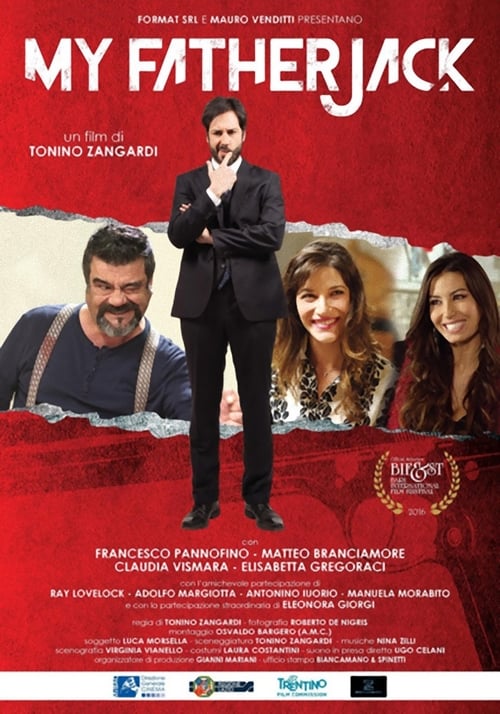 FORMAT SRL E MAURO VENDITTI PRESENTANO
MY FATHER JACK
un film di
TONINO ZANGARDI
BIF&ST
BARI
INTERNATIONAL
FILM FESTIVAL
2016
con
FRANCESCO PANNOFINO - MATTEO BRANCIAMORE
CLAUDIA VISMARA - ELISABETTA GREGORACI
con l'amichevole partecipazione di
RAY LOVELOCK - ADOLFO MARGIOTTA - ANTONINO IUORIO - MANUELA MORABITO
e con la partecipazione straordinaria di ELEONORA GIORGI
regia di TONINO ZANGARDI - fotografia ROBERTO DE NIGRIS
montaggio OSVALDO BARGERO (A.M.C.)
soggetto LUCA MORSELLA - sceneggiatura TONINO ZANGARDI - musiche NINA ZILLI
scenografia VIRGINIA VIANELLO - costumi LAURA COSTANTINI - suono in presa diretta UGO CELANI
organizzatore di produzione GIANNI MARIANI - ufficio stampa BIANCAMANO & SPINETTI
Direzione
Generale
CINEMA
TRENTINO
FILM COMMISSION